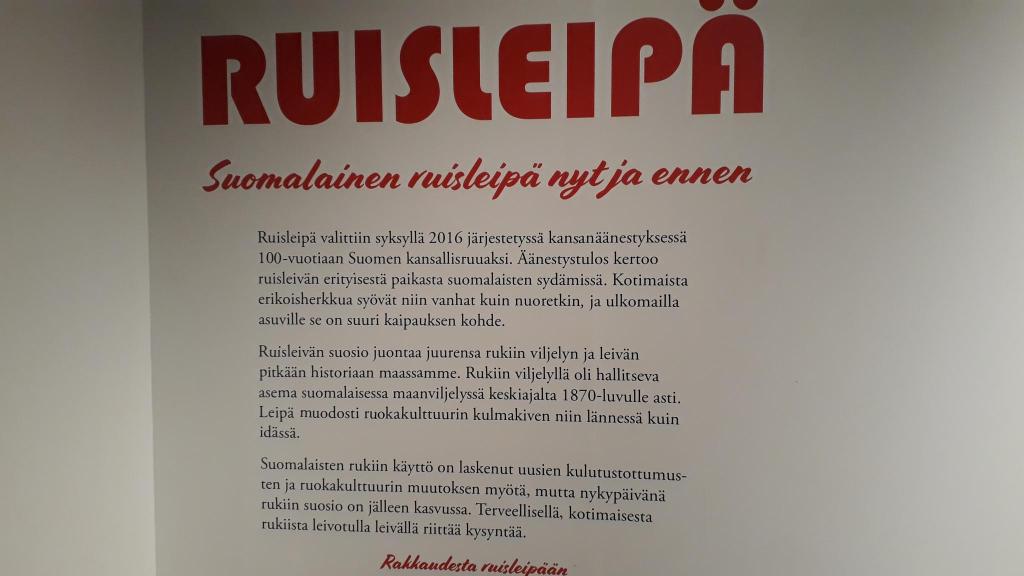 RUISLEIPÄ
Suomalainen ruisleipä nyt ja ennen
Ruisleipä valittiin syksyllä 2016 järjestetyssä kansanäänestyksessä
100-vuotiaan Suomen kansallisruuaksi. Äänestystulos kertoo
ruisleivän erityisestä paikasta suomalaisten sydämissä. Kotimaista
erikoisherkkua syövät niin vanhat kuin nuoretkin, ja ulkomailla
asuville se on suuri kaipauksen kohde.
Ruisleivän suosio juontaa juurensa rukiin viljelyn ja leivän
pitkään historiaan maassamme. Rukiin viljelyllä oli hallitseva
asema suomalaisessa maanviljelyssä keskiajalta 1870-luvulle asti.
Leipä muodosti ruokakulttuurin kulmakiven niin lännessä kuin
idässä.
Suomalaisten rukiin käyttö on laskenut uusien kulutustottumus-
ten ja ruokakulttuurin muutoksen myötä, mutta nykypäivänä
rukiin suosio on jälleen kasvussa. Terveellisellä, kotimaisesta
rukiista leivotulla leivällä riittää kysyntää.
Rakkaudesta ruisleipään